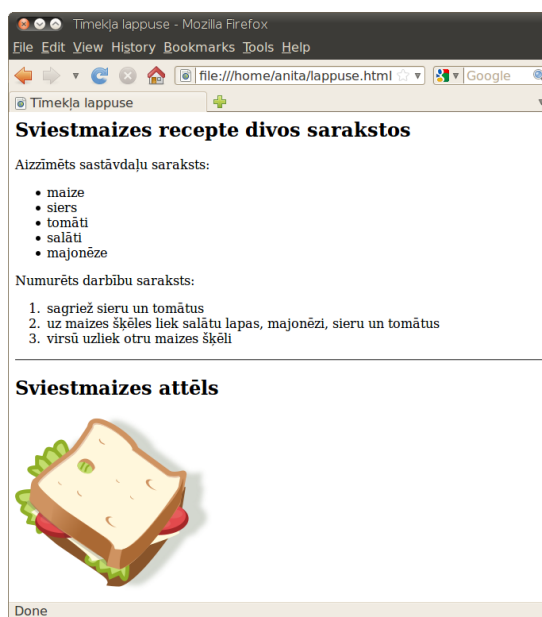 Tīmekļa lappuse - Mozilla Firefox
File Edit View History Bookmarks Tools Help
file:///home/anita/lappuse.html Google
Tīmekļa lappuse
Sviestmaizes recepte divos sarakstos
Aizzīmēts sastāvdaļu saraksts:
• maize
• siers
• tomāti
• salāti
• majonēze
Numurēts darbību saraksts:
1. sagriež sieru un tomātus
2. uz maizes šķēles liek salātu lapas, majonēzi, sieru un tomātus
3. virsū uzliek otru maizes šķēli
Sviestmaizes attēls
Done